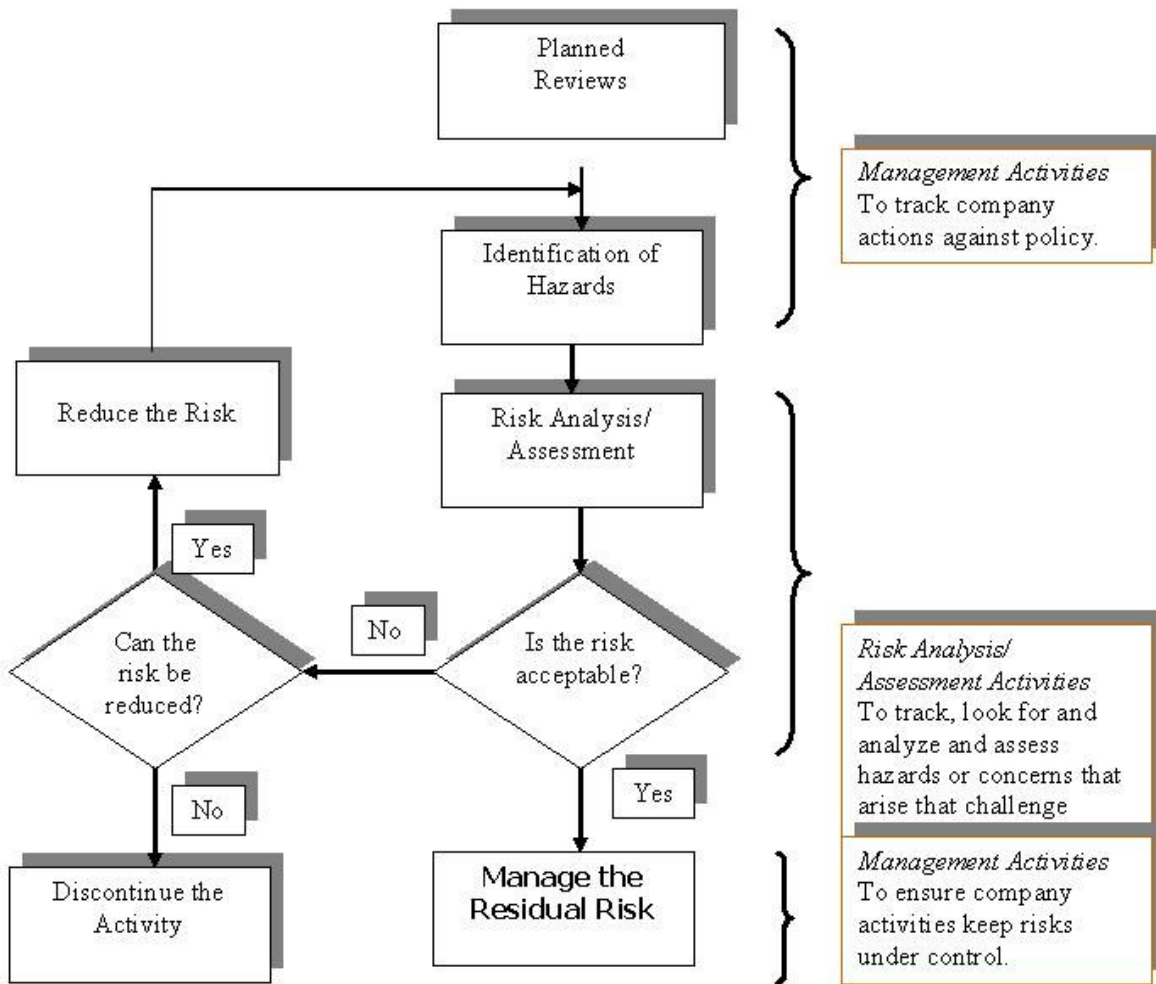 Planned
Reviews
Management Activities
To track company
actions against policy.
Identification of
Hazards
Reduce the Risk
Risk Analysis/
Assessment
Yes
No
Can the
risk be
reduced?
Is the risk
acceptable?
Risk Analysis/
Assessment Activities
To track, look for and
analyze and assess
hazards or concerns that
arise that challenge
No
Yes
Discontinue the
Activity
Manage the
Residual Risk
Management Activities
To ensure company
activities keep risks
under control.